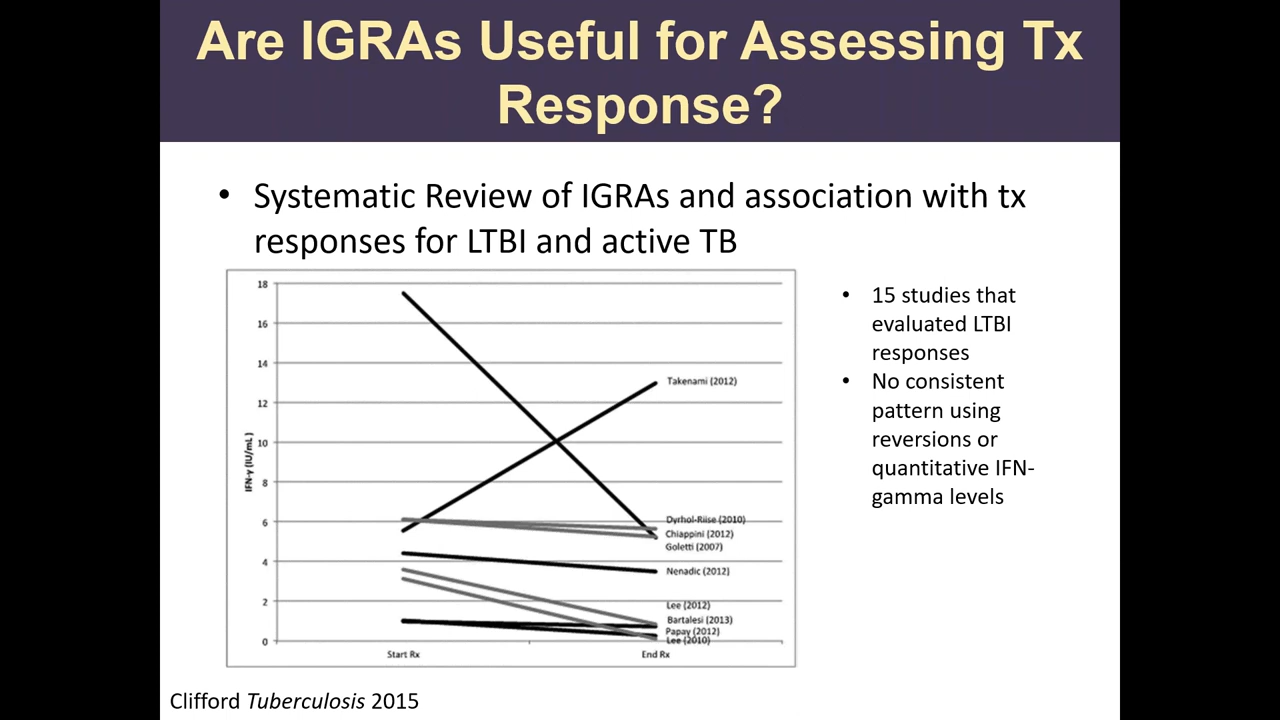 Are IGRAs Useful for Assessing Tx
Response?
• Systematic Review of IGRAs and association with tx
responses for LTBI and active TB
18
16
14
12
10
8
6
4
2
0
IFN-γ (IU/mL)
Takenami (2012)
Dyrhol-Riise (2010)
Chiappini (2012)
Goletti (2007)
Nenadic (2012)
Lee (2012)
Bartalesi (2013)
Papay (2012)
Lee (2010)
Start Rx
End Rx
• 15 studies that
evaluated LTBI
responses
• No consistent
pattern using
reversions or
quantitative IFN-
gamma levels
Clifford Tuberculosis 2015